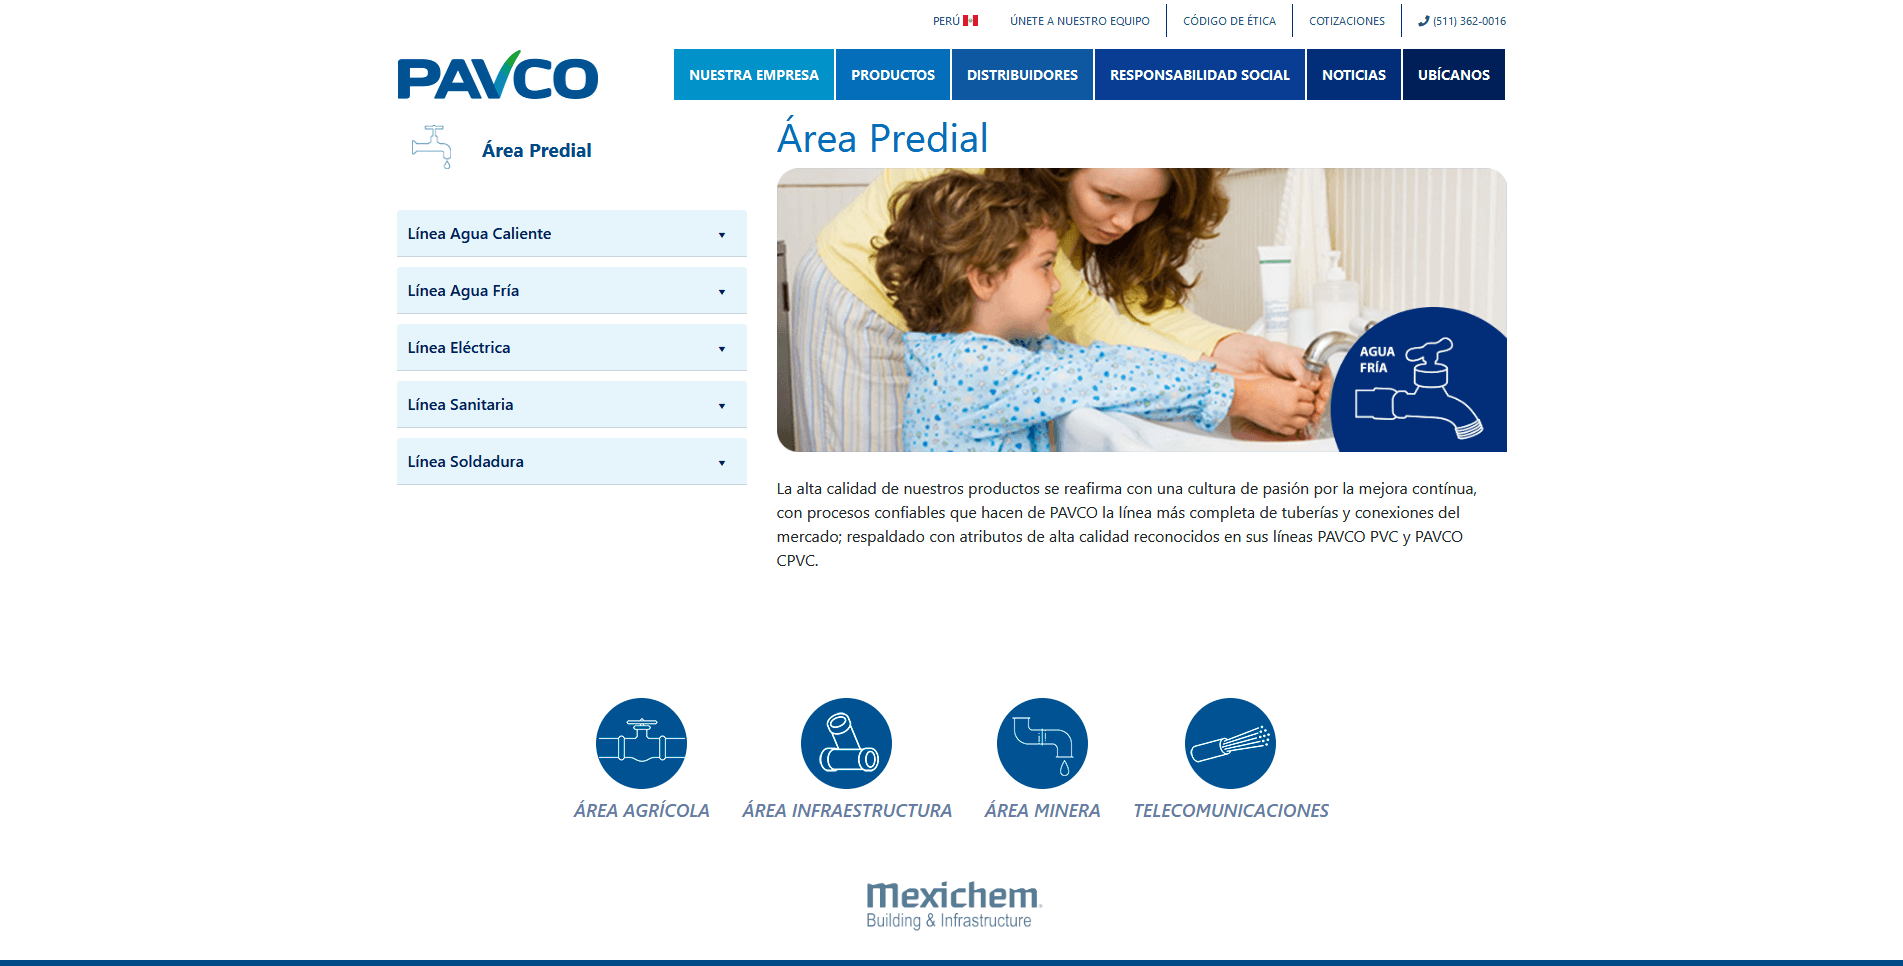 PERÚ
ÚNETE A NUESTRO EQUIPO
CÓDIGO DE ÉTICA
COTIZACIONES
(511) 362-0016
PAVCO
NUESTRA EMPRESA
PRODUCTOS
DISTRIBUIDORES
RESPONSABILIDAD SOCIAL
NOTICIAS
UBÍCANOS
Área Predial
Línea Agua Caliente
Línea Agua Fría
Línea Eléctrica
Línea Sanitaria
Línea Soldadura
Área Predial
AGUA
FRÍA
La alta calidad de nuestros productos se reafirma con una cultura de pasión por la mejora contínua,
con procesos confiables que hacen de PAVCO la línea más completa de tuberías y conexiones del
mercado; respaldado con atributos de alta calidad reconocidos en sus líneas PAVCO PVC y PAVCO
CPVC.
ÁREA AGRÍCOLA
ÁREA INFRAESTRUCTURA
ÁREA MINERA
TELECOMUNICACIONES
Mexichem
Building & Infrastructure